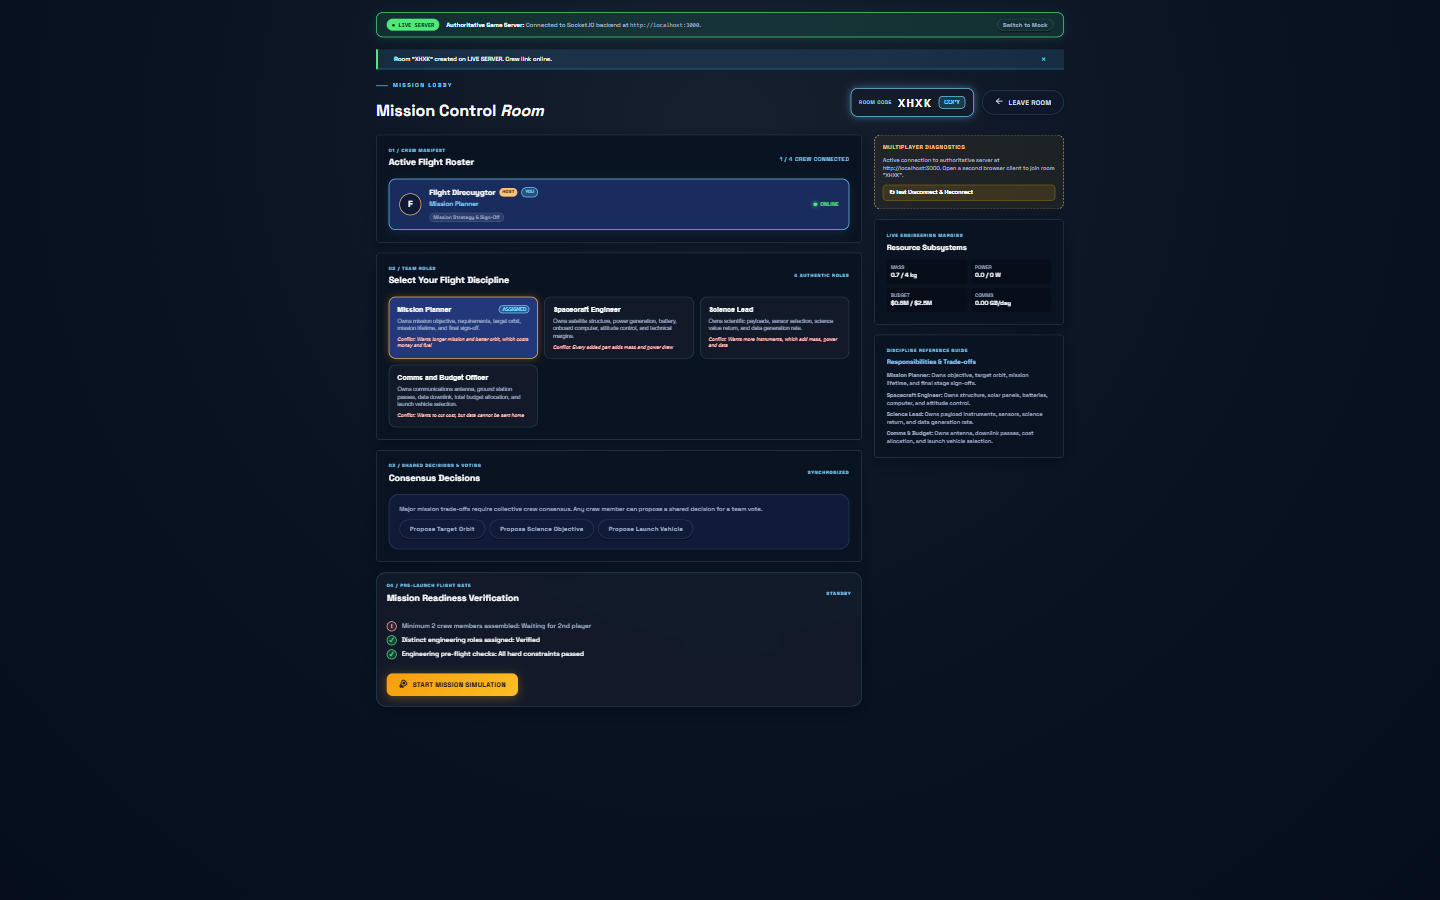 ● LIVE SERVER Authoritative Game Server: Connected to Socket.IO backend at http://localhost:3000. Switch to Mock
Room "XHXK" created on LIVE SERVER. Crew link online. ×
MISSION LOBBY
Mission Control Room
ROOM CODE XHXK COPY
← LEAVE ROOM
01 / CREW MANIFEST
Active Flight Roster
1 / 4 CREW CONNECTED
F
Flight Direcuygtor HOST YOU
Mission Planner
Mission Strategy & Sign-Off
● ONLINE
02 / TEAM ROLES
Select Your Flight Discipline
4 AUTHENTIC ROLES
Mission Planner ASSIGNED
Owns mission objective, requirements, target orbit,
mission lifetime, and final sign-off.
Conflict: Wants longer mission and better orbit, which costs
money and fuel
Spacecraft Engineer
Owns satellite structure, power generation, battery,
onboard computer, attitude control, and technical
margins.
Conflict: Every added part adds mass and power draw
Science Lead
Owns scientific payloads, sensor selection, science
value return, and data generation rate.
Conflict: Wants more instruments, which add mass, power
and data
Comms and Budget Officer
Owns communications antenna, ground station
passes, data downlink, total budget allocation, and
launch vehicle selection.
Conflict: Wants to cut cost, but data cannot be sent home
03 / SHARED DECISIONS & VOTING
Consensus Decisions
SYNCHRONIZED
Major mission trade-offs require collective crew consensus. Any crew member can propose a shared decision for a team vote.
Propose Target Orbit
Propose Science Objective
Propose Launch Vehicle
04 / PRE-LAUNCH FLIGHT GATE
Mission Readiness Verification
STANDBY
Minimum 2 crew members assembled: Waiting for 2nd player
✓ Distinct engineering roles assigned: Verified
✓ Engineering pre-flight checks: All hard constraints passed
START MISSION SIMULATION
MULTIPLAYER DIAGNOSTICS
Active connection to authoritative server at
http://localhost:3000. Open a second browser client to join room
"XHXK".
Test Disconnect & Reconnect
LIVE ENGINEERING MARGINS
Resource Subsystems
MASS
0.7 / 4 kg
POWER
0.0 / 0 W
BUDGET
$0.6M / $2.5M
COMMS
0.00 GB/day
DISCIPLINE REFERENCE GUIDE
Responsibilities & Trade-offs
Mission Planner: Owns objective, target orbit, mission
lifetime, and final stage sign-offs.
Spacecraft Engineer: Owns structure, solar panels, batteries,
computer, and attitude control.
Science Lead: Owns payload instruments, sensors, science
return, and data generation rate.
Comms & Budget: Owns antenna, downlink passes, cost
allocation, and launch vehicle selection.